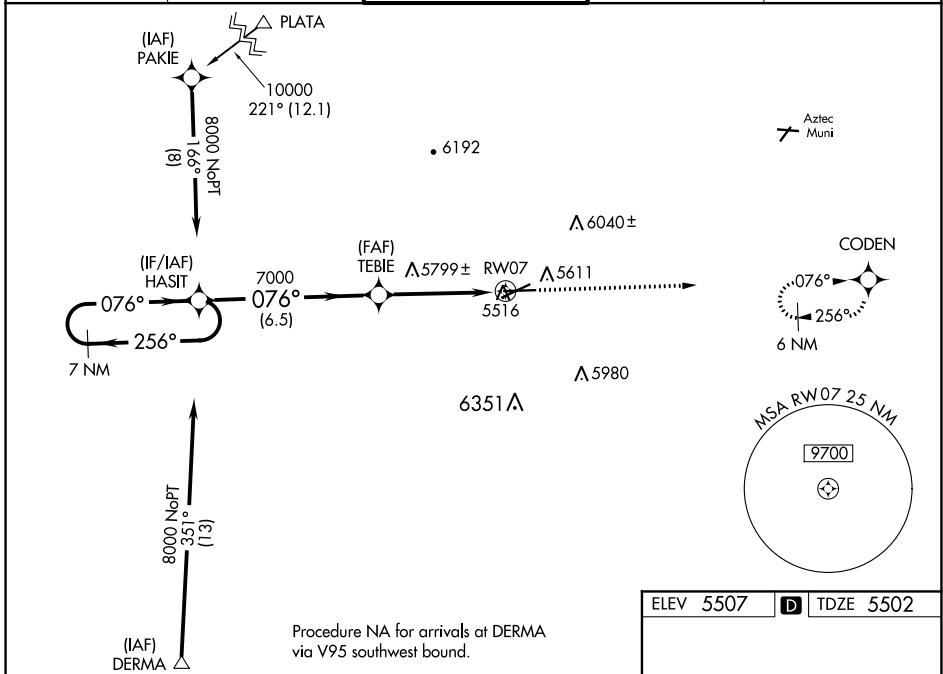 PLATA
(IAF)
PAKIE
10000
221° (12.1)
8000 NoPT
166°
(8)
6192
Aztec
Muni
6040±
(IF/IAF)
HASIT
7000
076°
(6.5)
(FAF)
TEBIE
5799±
RW07
5611
5516
CODEN
076°
256°
6 NM
076°
256°
7 NM
5980
6351
MSA RW07 25 NM
9700
8000 NoPT
351°
(13)
(IAF)
DERMA
Procedure NA for arrivals at DERMA
via V95 southwest bound.
ELEV 5507 D TDZE 5502